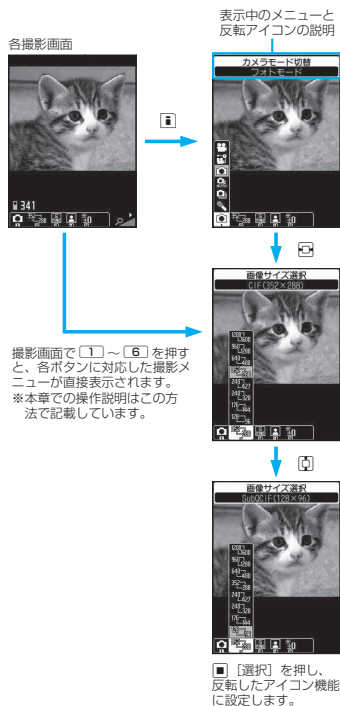 表示中のメニューと
反転アイコンの説明
各撮影画面
カメラモード切替
フォトモード
341
画像サイズ選択
CIF(352×288)
撮影画面で 1 ~ 6 を押す
と、各ボタンに対応した撮影メ
ニューが直接表示されます。
※本章での操作説明はこの方
法で記載しています。
画像サイズ選択
SubQCIF(128×96)
[選択] を押し、
反転したアイコン機能
に設定します。